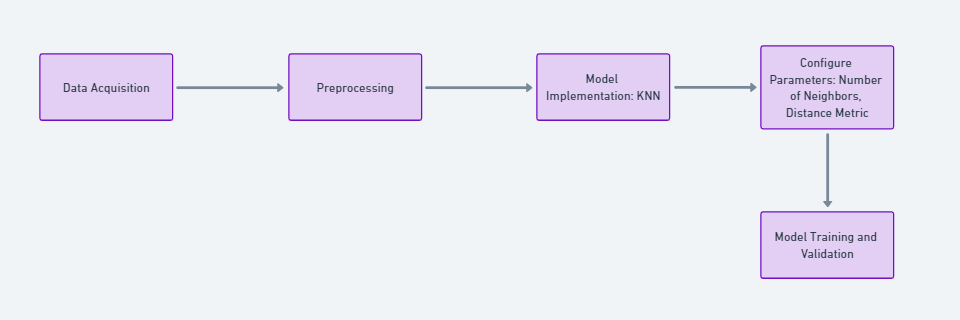 Data Acquisition
Preprocessing
Model
Implementation: KNN
Configure
Parameters: Number
of Neighbors,
Distance Metric
Model Training and
Validation